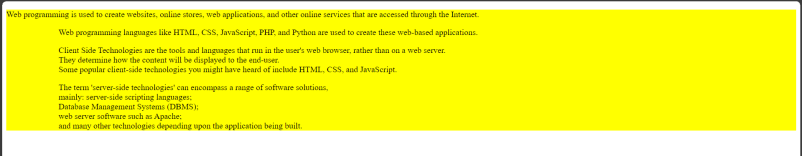 Web programming is used to create websites, online stores, web applications, and other online services that are accessed through the Internet.
Web programming languages like HTML, CSS, JavaScript, PHP, and Python are used to create these web-based applications.
Client Side Technologies are the tools and languages that run in the user's web browser, rather than on a web server.
They determine how the content will be displayed to the end-user.
Some popular client-side technologies you might have heard of include HTML, CSS, and JavaScript.
The term 'server-side technologies' can encompass a range of software solutions,
mainly: server-side scripting languages;
Database Management Systems (DBMS);
web server software such as Apache;
and many other technologies depending upon the application being built.